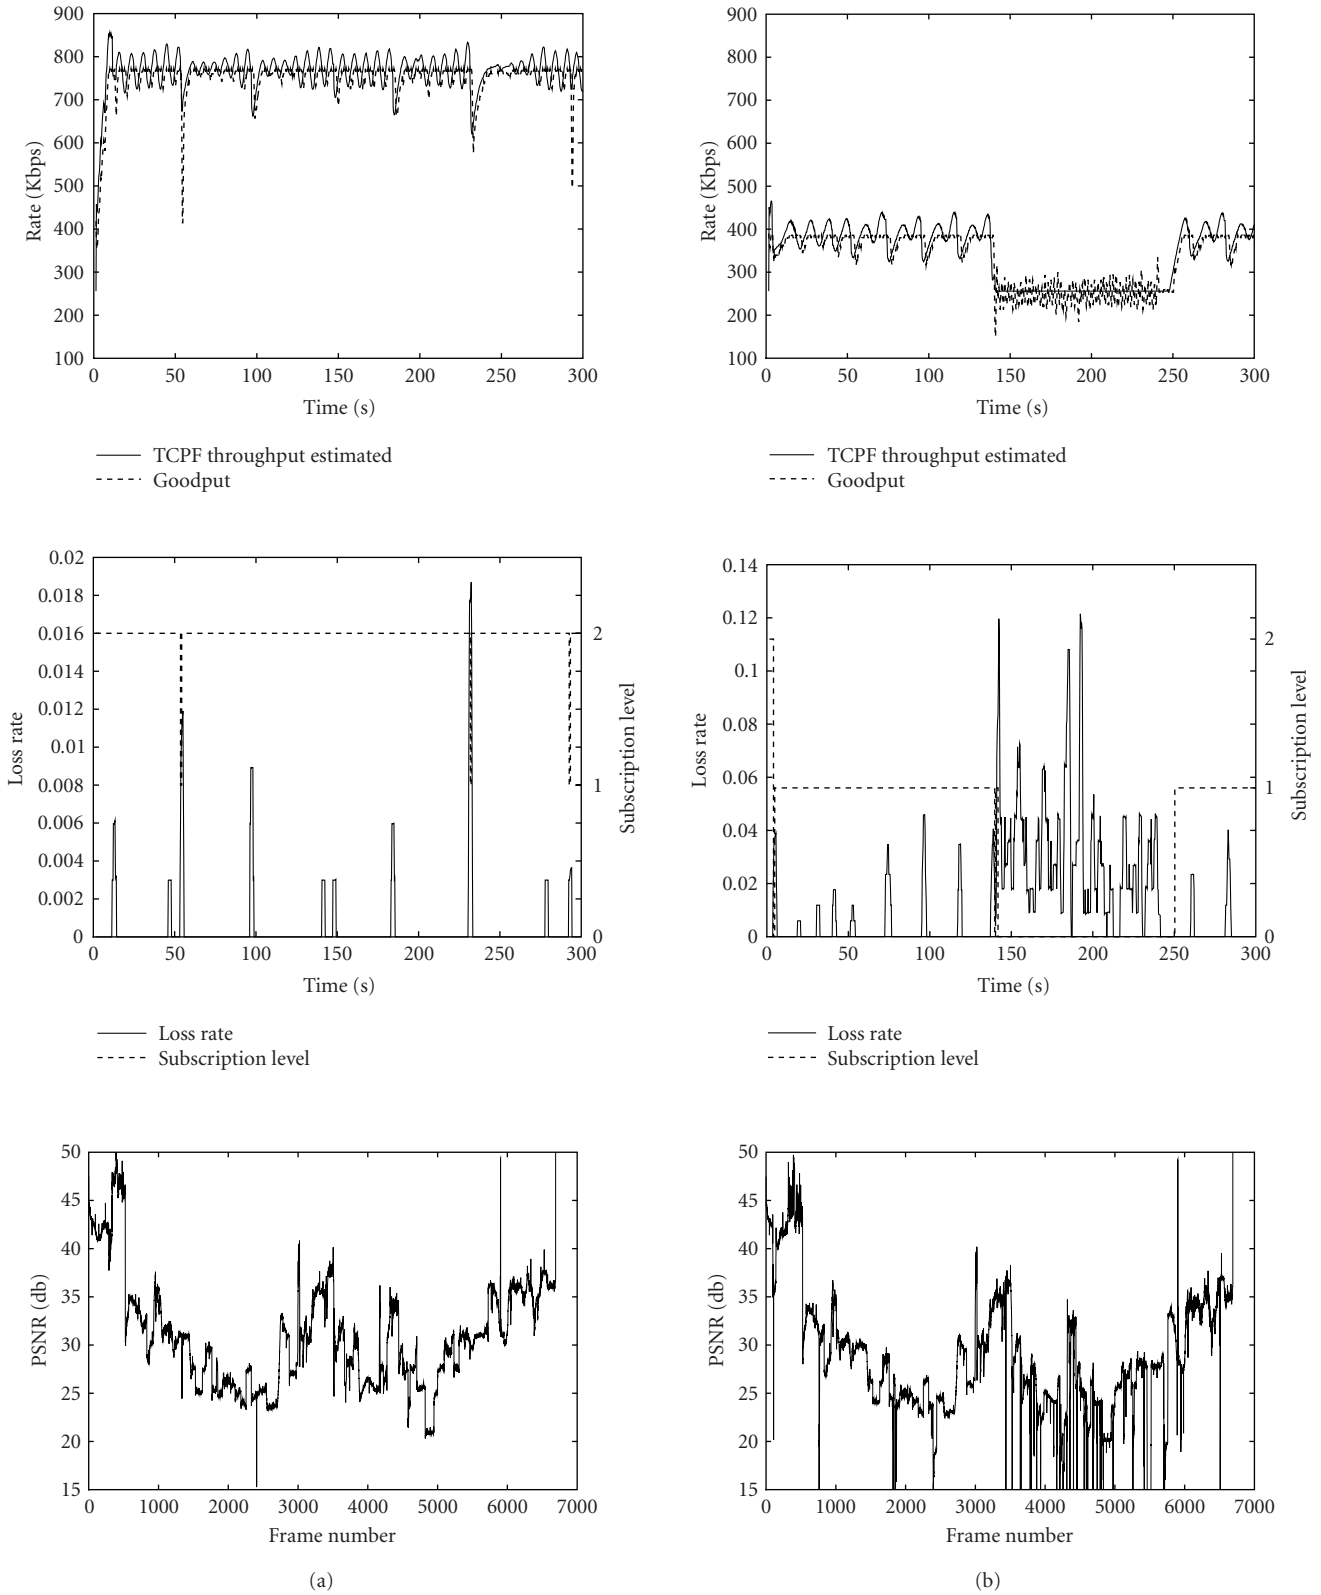 900
800
700
600
500
400
300
200
100
Rate (Kbps)
0 50 100 150 200 250 300
Time (s)
TCPF throughput estimated
Goodput
900
800
700
600
500
400
300
200
100
Rate (Kbps)
0 50 100 150 200 250 300
Time (s)
TCPF throughput estimated
Goodput
0.02
0.018
0.016
0.014
0.012
0.01
0.008
0.006
0.004
0.002
0
Loss rate
2
1
0
Subscription level
0 50 100 150 200 250 300
Time (s)
Loss rate
Subscription level
0.14
0.12
0.1
0.08
0.06
0.04
0.02
0
Loss rate
2
1
0
Subscription level
0 50 100 150 200 250 300
Time (s)
Loss rate
Subscription level
50
45
40
35
30
25
20
15
PSNR (db)
0 1000 2000 3000 4000 5000 6000 7000
Frame number
(a)
50
45
40
35
30
25
20
15
PSNR (db)
0 1000 2000 3000 4000 5000 6000 7000
Frame number
(b)